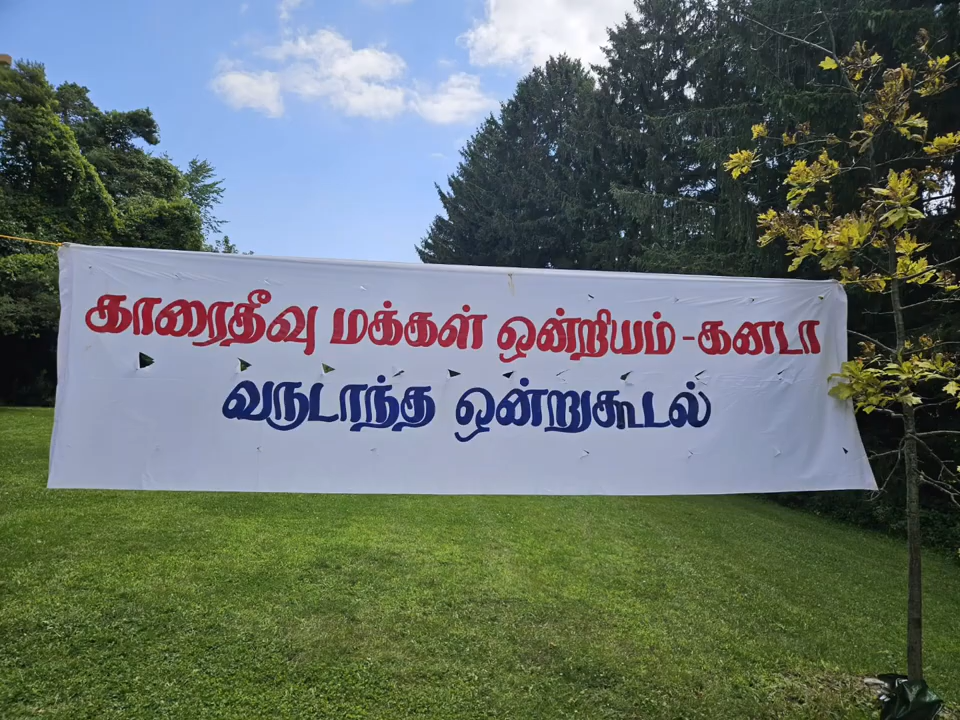 காரைதீவு மக்கள் ஒன்றியம் - கனடா
வருடாந்த ஒன்றுகூடல்